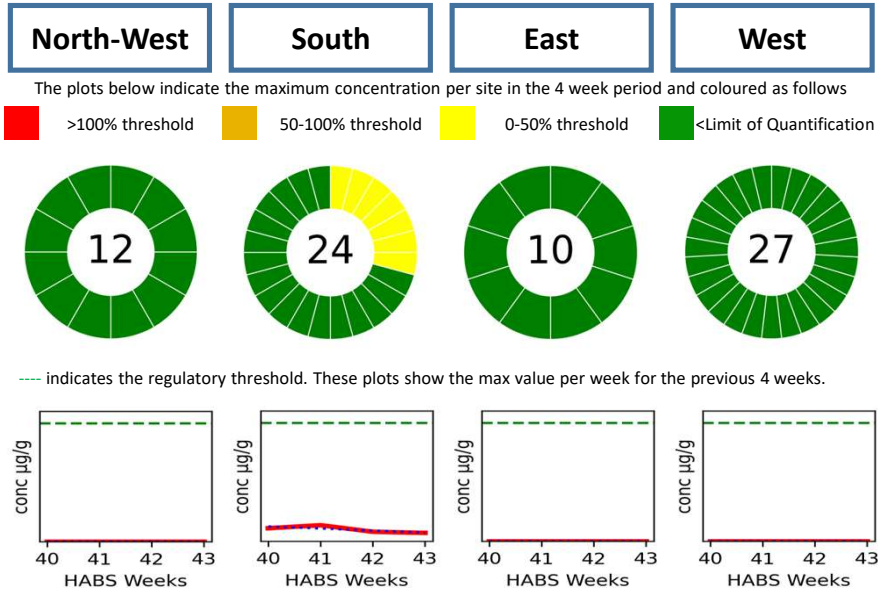 North-West South East West
The plots below indicate the maximum concentration per site in the 4 week period and coloured as follows
>100% threshold 50-100% threshold 0-50% threshold <Limit of Quantification
12 24 10 27
---- indicates the regulatory threshold. These plots show the max value per week for the previous 4 weeks.
conc µg/g conc µg/g conc µg/g conc µg/g
40 41 42 43 40 41 42 43 40 41 42 43 40 41 42 43
HABS Weeks HABS Weeks HABS Weeks HABS Weeks